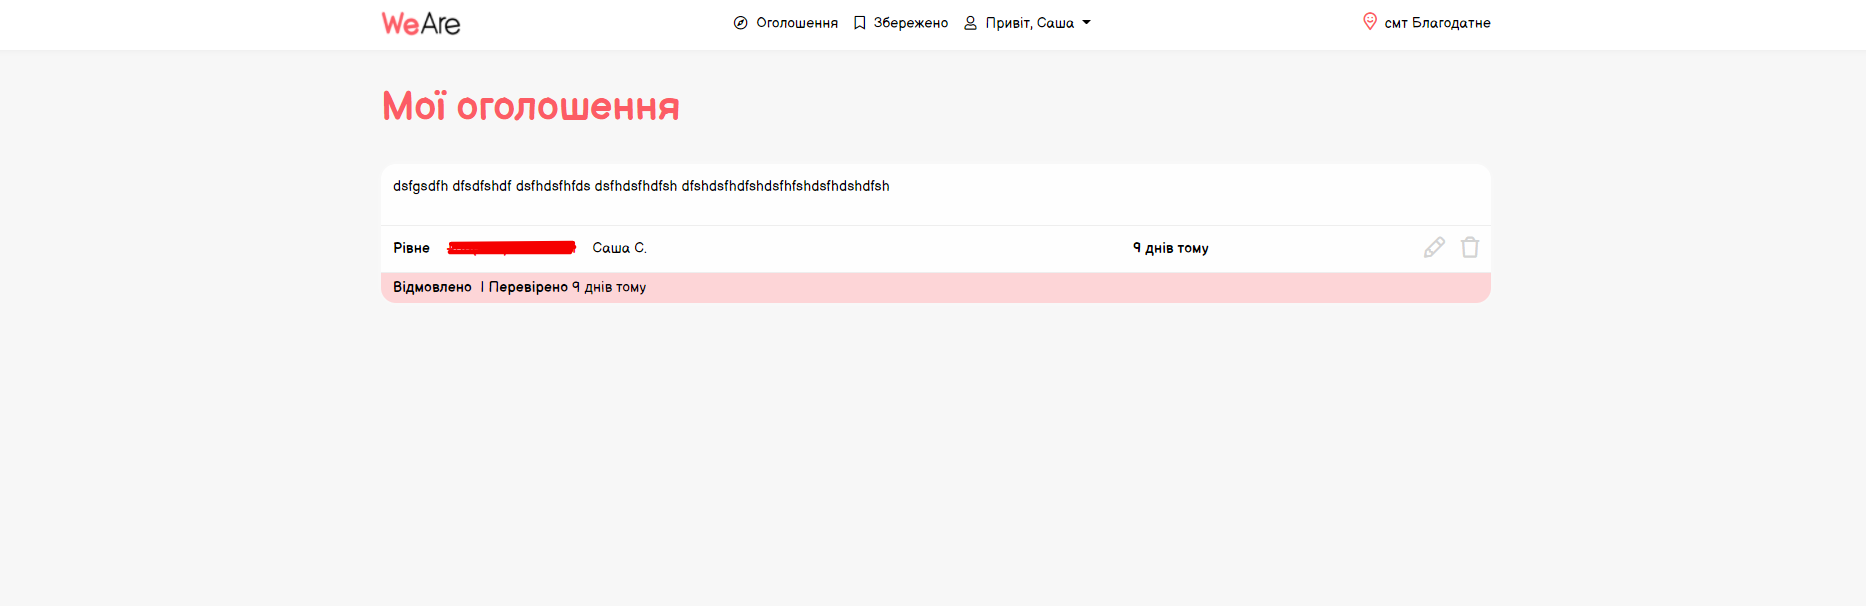 WeAre Оголошення Збережено Привіт, Саша смт Благодатне
Мої оголошення
dsfgsdfh dfsdfshdf dsfhdsfhfds dsfhdsfhdfsh dfshdsfhdfshdsfhfshdsfhdshdfsh
Рівне Саша С. 9 днів тому
Відмовлено | Перевірено 9 днів тому